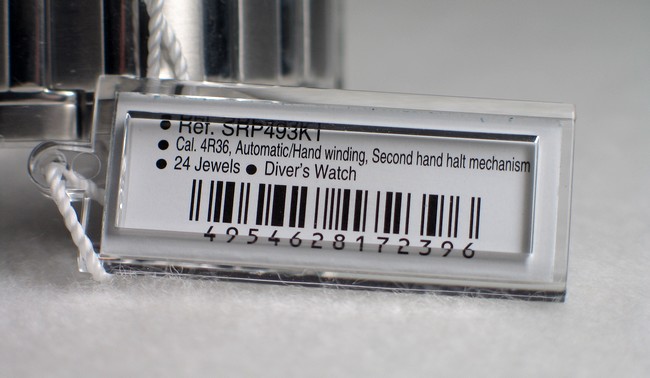 ● Ref. SRP493K1
● Cal. 4R36, Automatic/Hand winding, Second hand halt mechanism
● 24 Jewels ● Diver's Watch
4954628172396